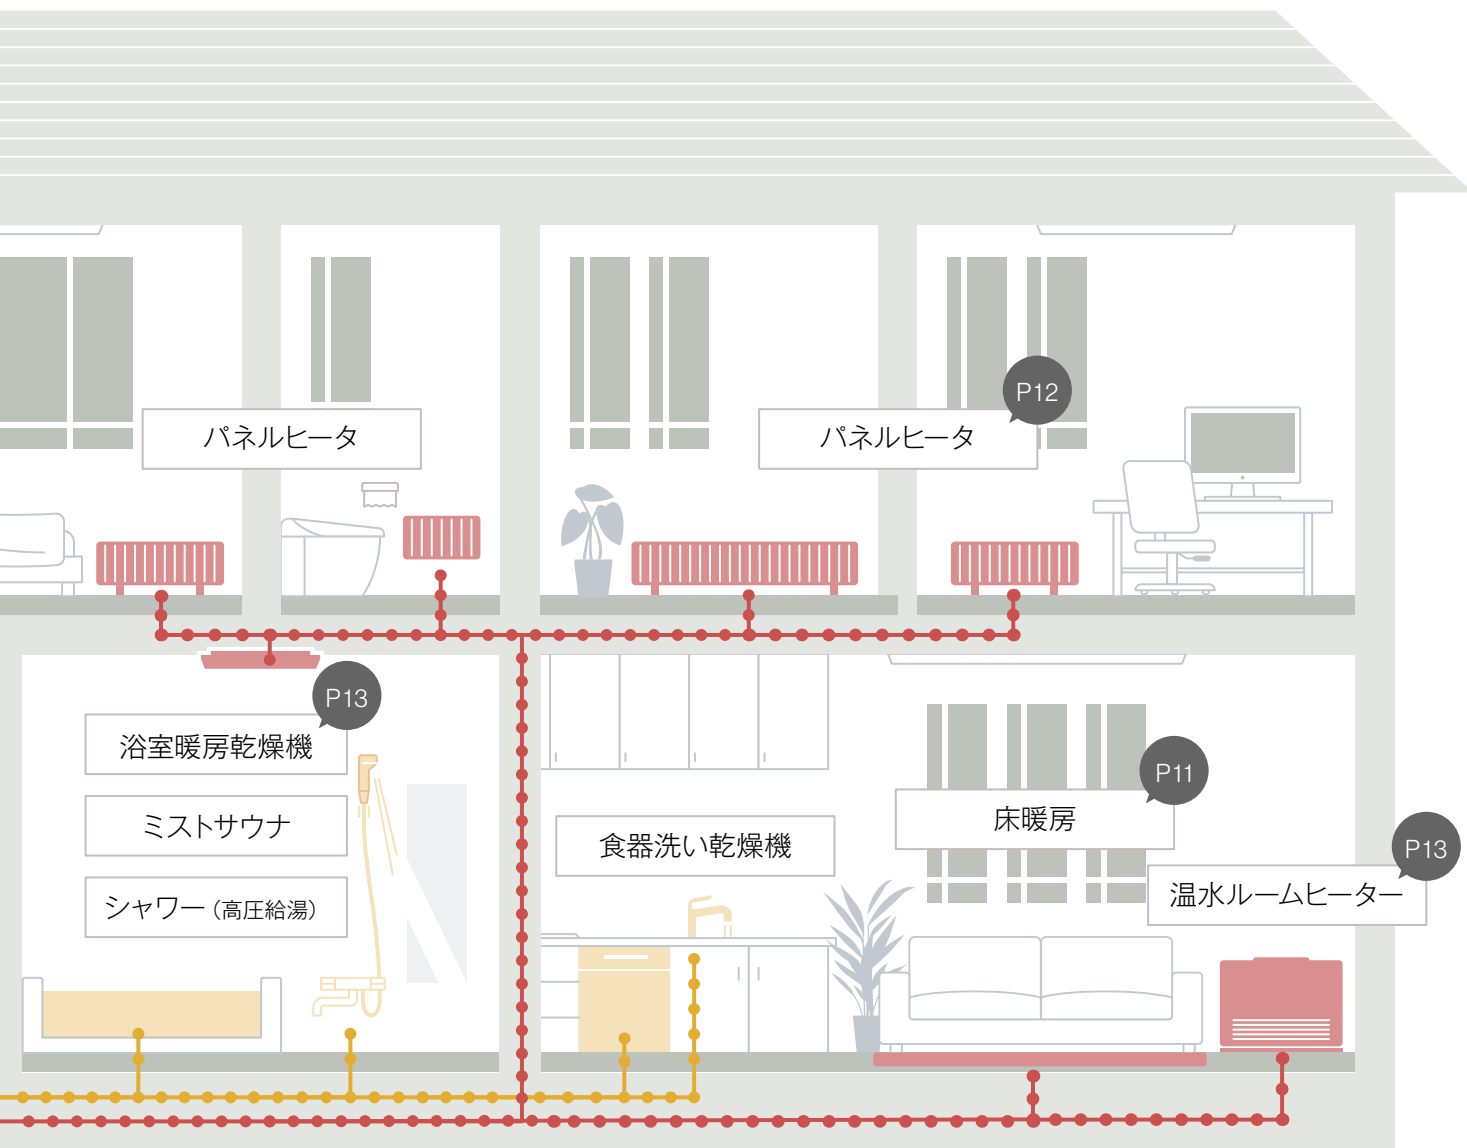 P12
パネルヒータ
パネルヒータ
P13
浴室暖房乾燥機
ミストサウナ
シャワー（高圧給湯）
食器洗い乾燥機
P11
床暖房
P13
温水ルームヒーター